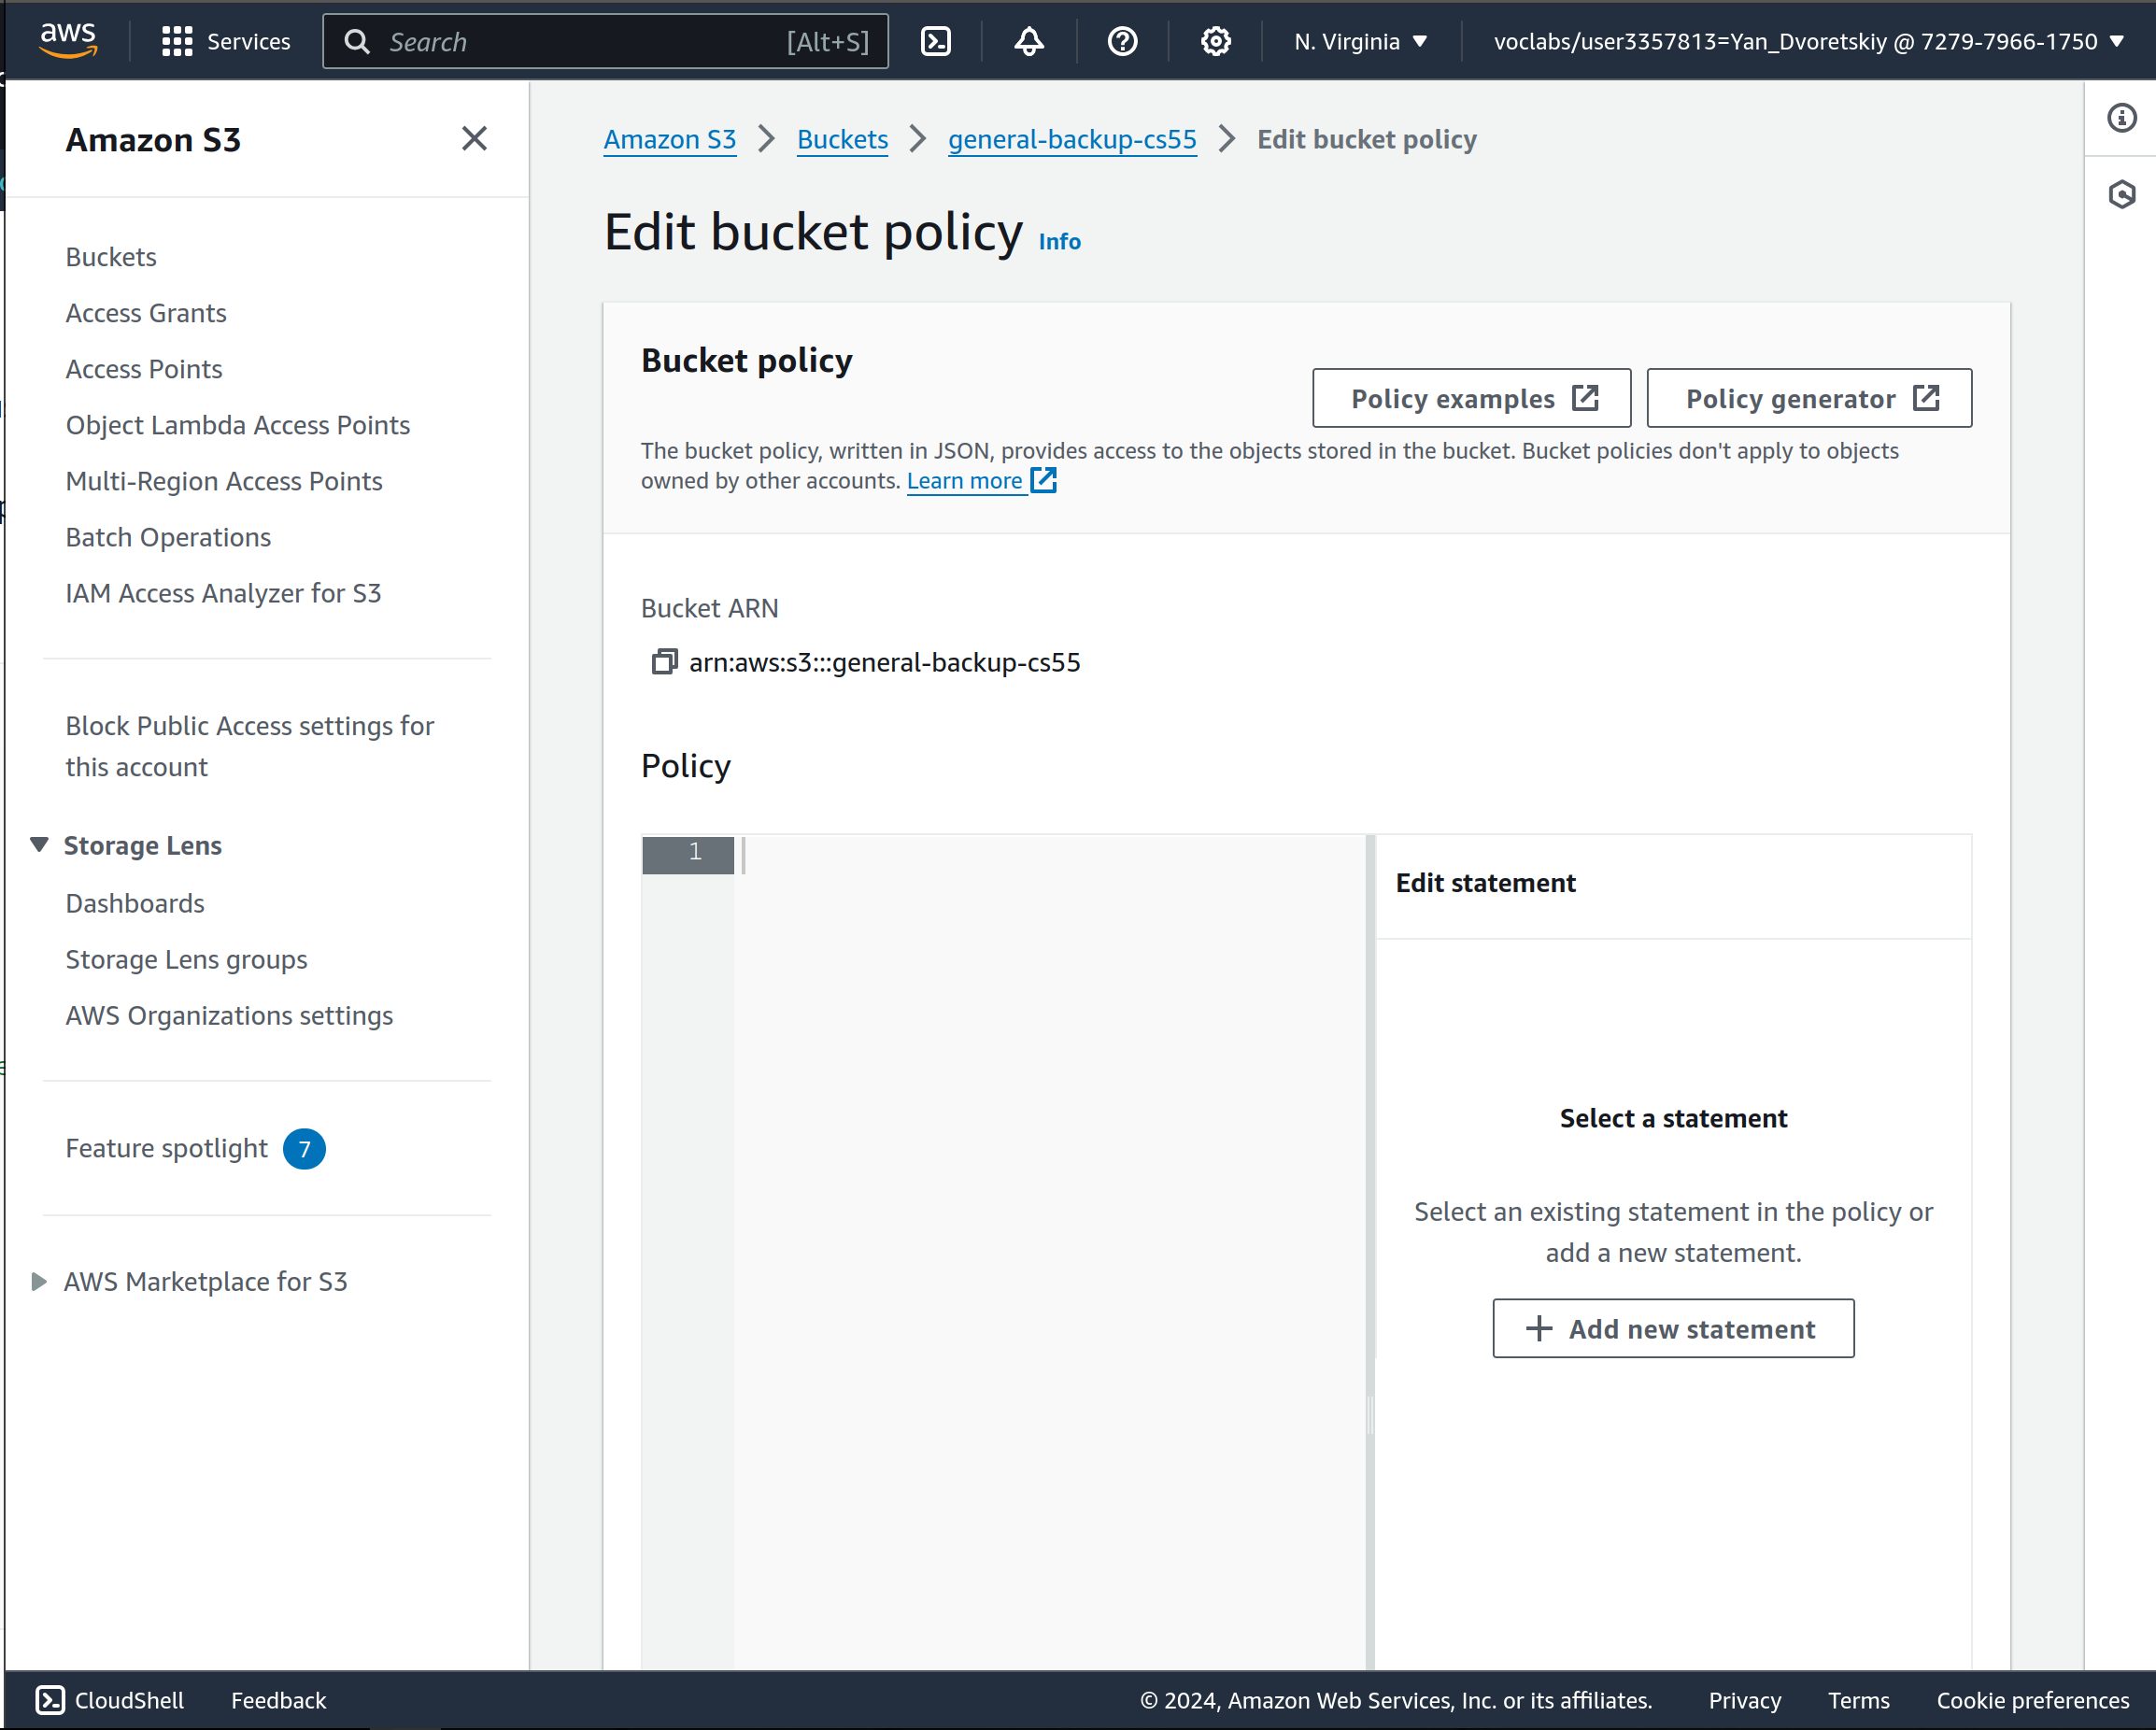 aws
Services
Search
[Alt+S]
N. Virginia
voclabs/user3357813=Yan_Dvoretskiy @ 7279-7966-1750
Amazon S3
Buckets
Access Grants
Access Points
Object Lambda Access Points
Multi-Region Access Points
Batch Operations
IAM Access Analyzer for S3
Block Public Access settings for
this account
Storage Lens
Dashboards
Storage Lens groups
AWS Organizations settings
Feature spotlight 7
AWS Marketplace for S3
Amazon S3 > Buckets > general-backup-cs55 > Edit bucket policy
Edit bucket policy Info
Bucket policy
Policy examples
Policy generator
The bucket policy, written in JSON, provides access to the objects stored in the bucket. Bucket policies don't apply to objects
owned by other accounts. Learn more
Bucket ARN
arn:aws:s3:::general-backup-cs55
Policy
1
Edit statement
Select a statement
Select an existing statement in the policy or
add a new statement.
+ Add new statement
CloudShell
Feedback
© 2024, Amazon Web Services, Inc. or its affiliates.
Privacy
Terms
Cookie preferences